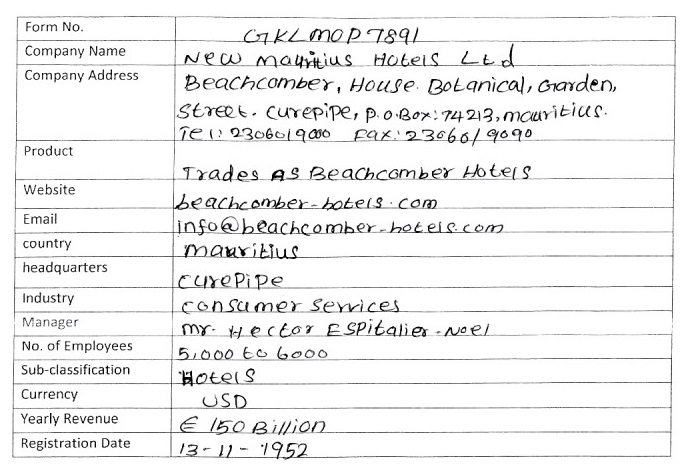 Form No. GKLMOP7891
Company Name New Mauritius Hotels Ltd
Company Address Beachcomber, House. Botanical, Garden,
Street. Curepipe, P.O.Box: 74213, mauritius.
Tel: 2306019000 Fax: 23060/9090
Product Trades AS Beachcomber Hotels
Website beachcomber-hotels.com
Email info@beachcomber-hotels.com
country mauritius
headquarters curepipe
Industry consumer services
Manager mr. Hector Espitalier-Noel
No. of Employees 5,000 to 6000
Sub-classification Hotels
Currency USD
Yearly Revenue € 150 Billion
Registration Date 13-11-1952